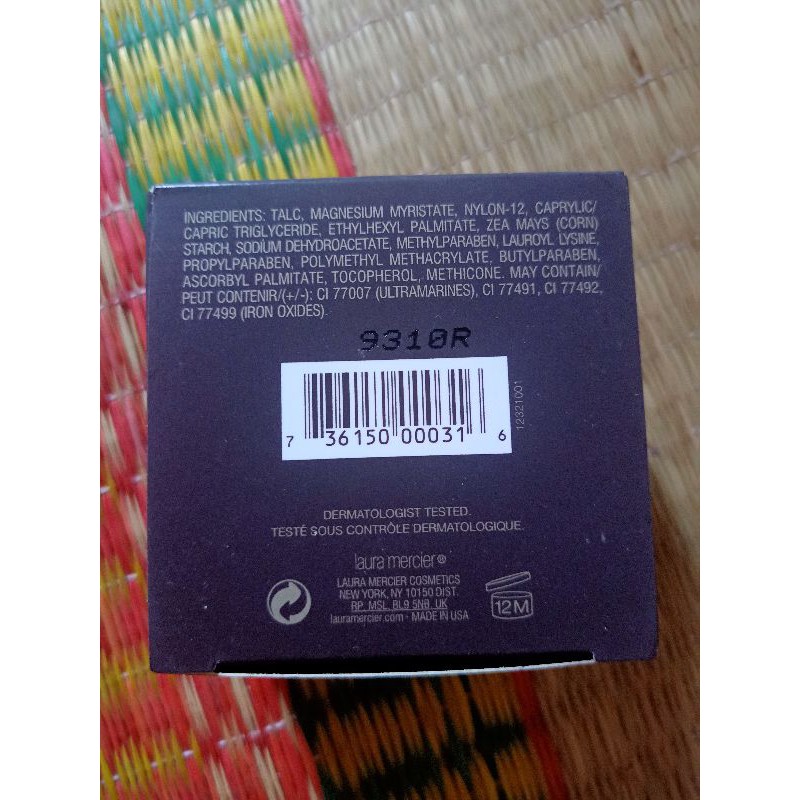 INGREDIENTS: TALC, MAGNESIUM MYRISTATE, NYLON-12, CAPRYLIC/
CAPRIC TRIGLYCERIDE, ETHYLHEXYL PALMITATE, ZEA MAYS (CORN)
STARCH, SODIUM DEHYDROACETATE, METHYLPARABEN, LAUROYL LYSINE,
PROPYLPARABEN, POLYMETHYL METHACRYLATE, BUTYLPARABEN,
ASCORBYL PALMITATE, TOCOPHEROL, METHICONE. MAY CONTAIN/
PEUT CONTENIR/(+/-): CI 77007 (ULTRAMARINES), CI 77491, CI 77492,
CI 77499 (IRON OXIDES).
9310R
7 36150 00031 6
12321001
DERMATOLOGIST TESTED.
TESTÉ SOUS CONTRÔLE DERMATOLOGIQUE.
laura mercier®
LAURA MERCIER COSMETICS
NEW YORK, NY 10150 DIST.
RP, MSL, BL9 5NB, UK
lauramercier.com · MADE IN USA
12M